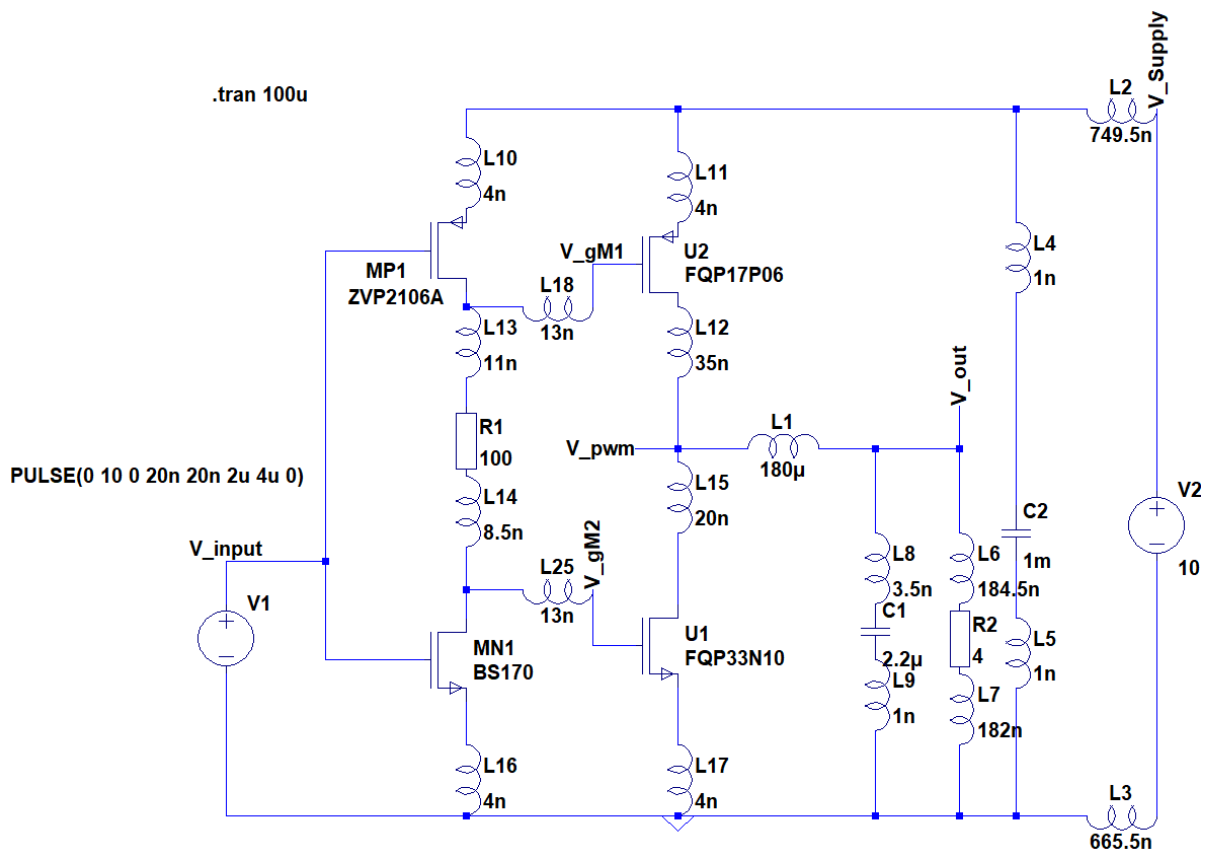 .tran 100u
L2
749.5n
V_Supply
L10
4n
L11
4n
MP1
ZVP2106A
V_gM1
L18
13n
U2
FQP17P06
L4
1n
L13
11n
L12
35n
R1
100
V_pwm
L1
180µ
V_out
PULSE(0 10 0 20n 20n 2u 4u 0)
L14
8.5n
L15
20n
V2
10
C2
1m
V_input
V1
L25
13n
V_gM2
L8
3.5n
C1
2.2µ
L9
1n
L6
184.5n
R2
4
L7
182n
L5
1n
MN1
BS170
U1
FQP33N10
L16
4n
L17
4n
L3
665.5n